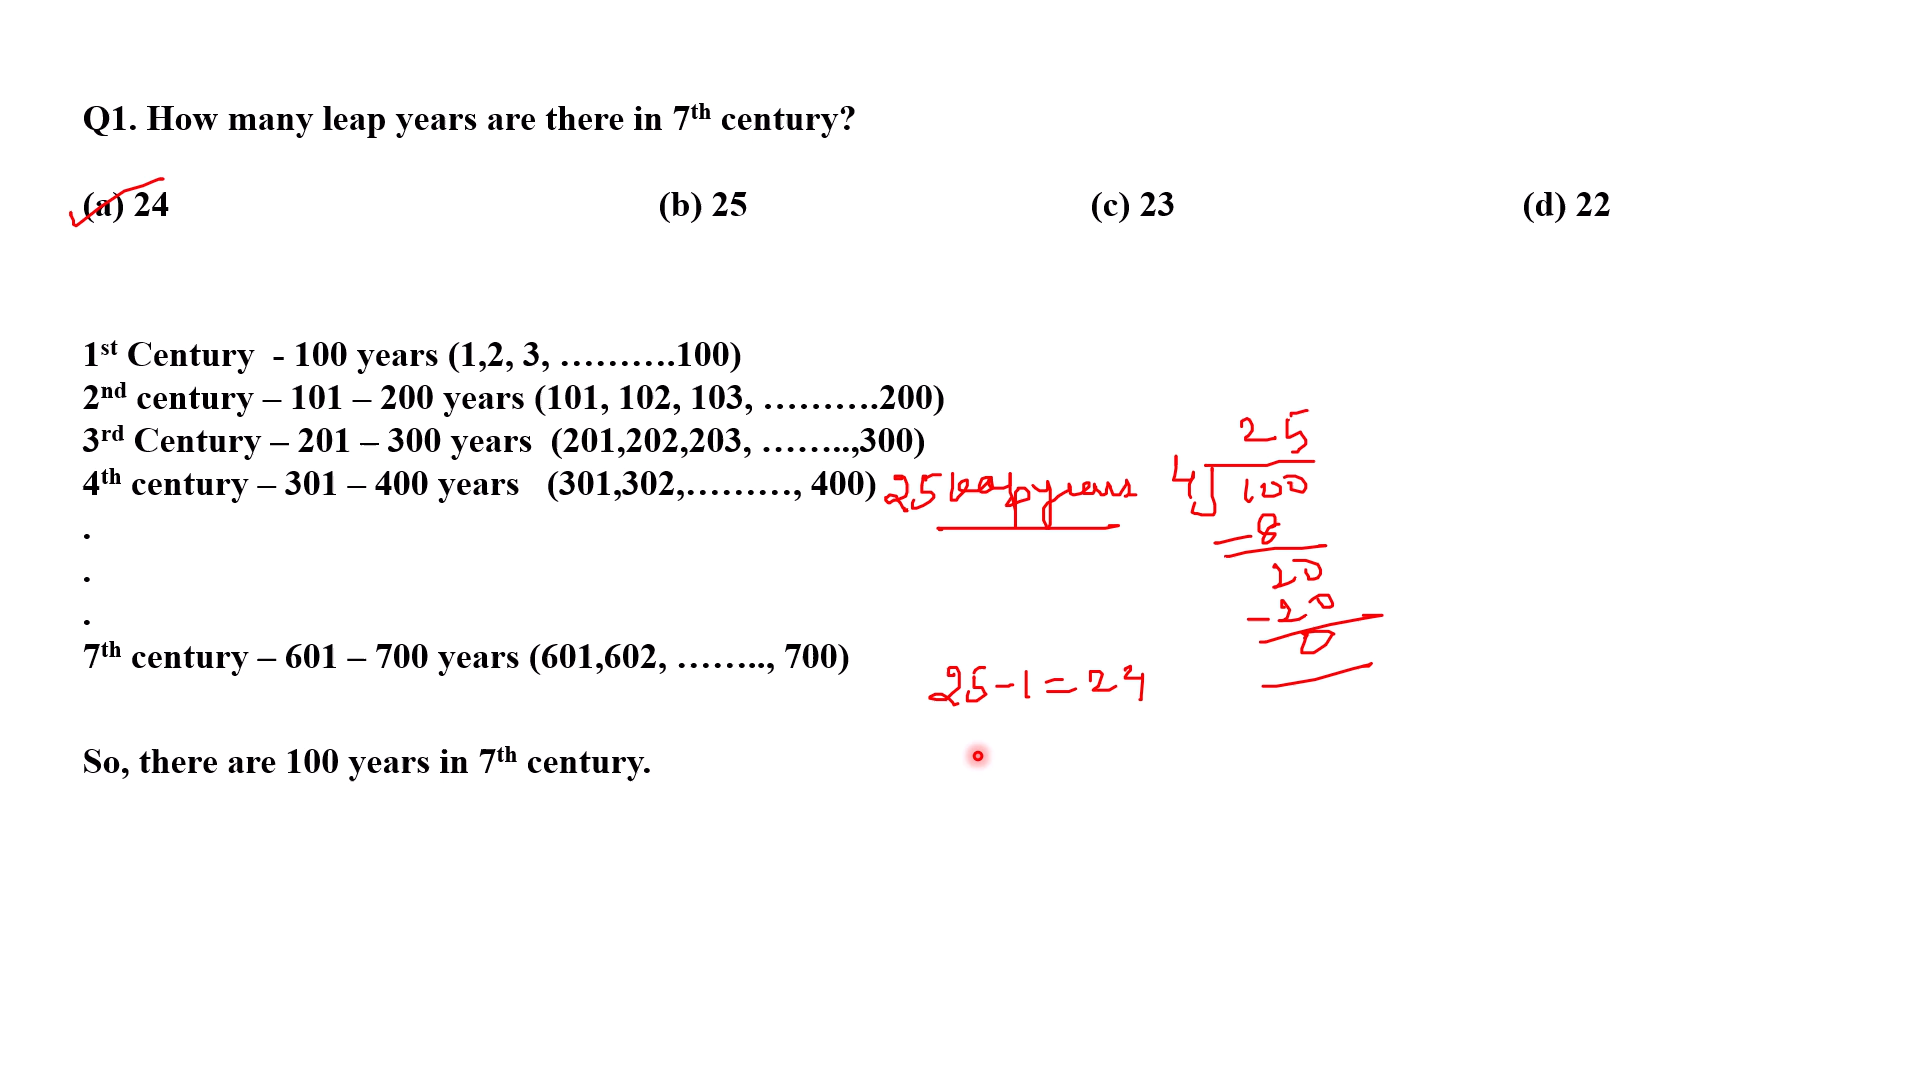 Q1. How many leap years are there in 7th century?
(a) 24 (b) 25 (c) 23 (d) 22
1st Century - 100 years (1,2, 3, ……….100)
2nd century – 101 – 200 years (101, 102, 103, ……….200)
3rd Century – 201 – 300 years (201,202,203, ……..,300)
4th century – 301 – 400 years (301,302,………, 400) 25 leap years
.
.
.
7th century – 601 – 700 years (601,602, …….., 700)
25 - 1 = 24
So, there are 100 years in 7th century.
25
4 100
- 8
20
- 20
0